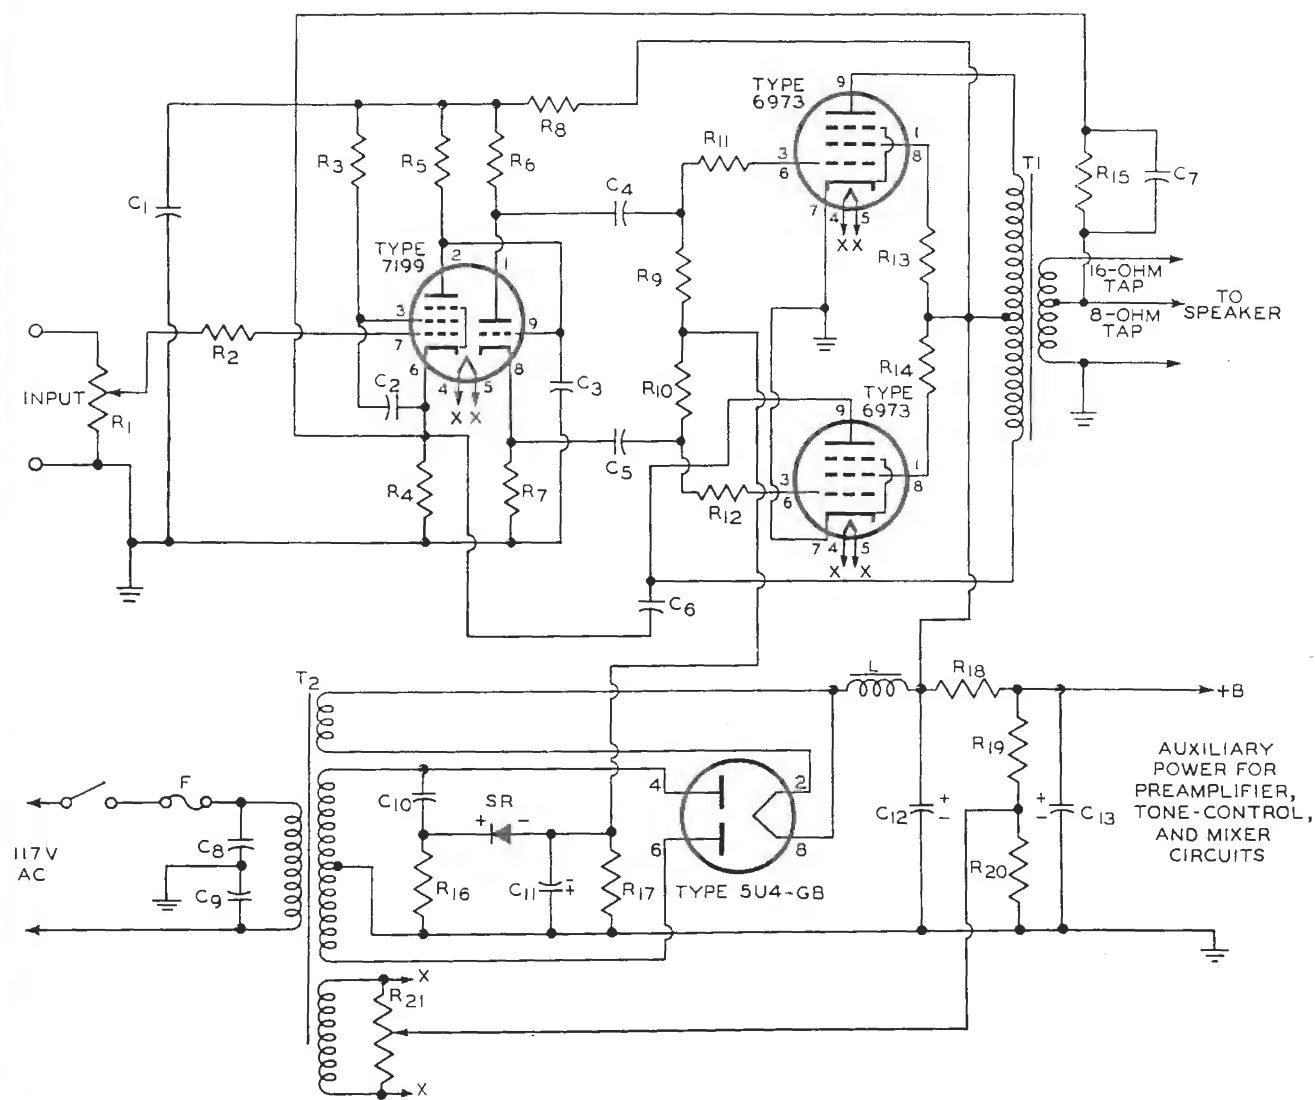 9
TYPE
6973
R8
R11
3
6
1
8
R3
R5
R6
C4
T1
R15
C7
7
4
5
X X
C1
TYPE
7199
2
1
R9
R13
16-OHM
TAP
8-OHM
TAP
TO
SPEAKER
3
7
9
R2
6
4
5
8
X X
C2
C3
R10
R14
TYPE
6973
9
INPUT
R1
C5
R4
R7
3
6
1
8
R12
7
4
5
X X
C6
T2
L
R18
+B
R19
AUXILIARY
POWER FOR
PREAMPLIFIER,
TONE-CONTROL,
AND MIXER
CIRCUITS
F
C10
SR
+ -
4
2
C12
+
-
+
-
C13
117V
AC
C8
C9
R16
C11
-
+
R17
6
8
TYPE 5U4-GB
R20
X
R21
X